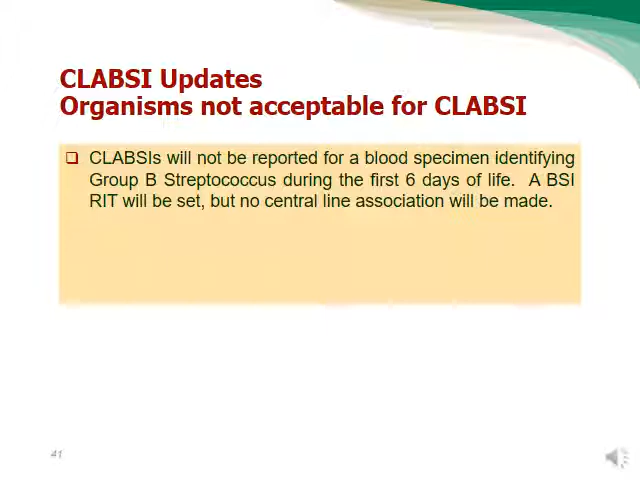 CLABSI Updates
Organisms not acceptable for CLABSI
CLABSIs will not be reported for a blood specimen identifying
Group B Streptococcus during the first 6 days of life. A BSI
RIT will be set, but no central line association will be made.
41